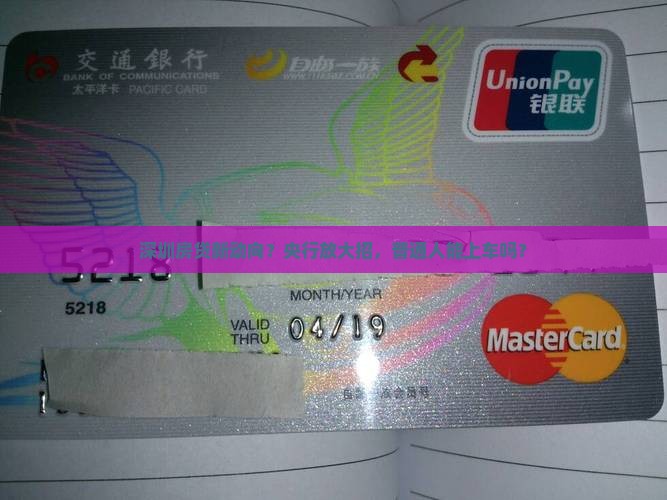 交通銀行
BANK OF COMMUNICATIONS
太平洋卡 PACIFIC CARD
自邮一族
UnionPay
银联
深圳房贷新动向？央行放大招，普通人能上车吗？
5218
5218
MONTH/YEAR
VALID THRU 04/19
MasterCard